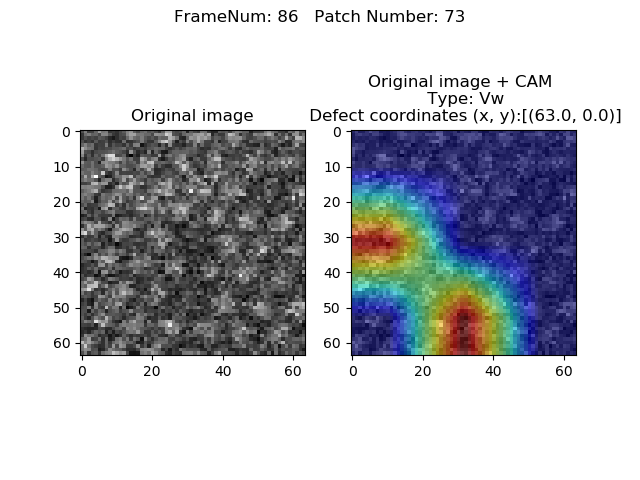 FrameNum: 86   Patch Number: 73
Original image
Original image + CAM
Type: Vw
Defect coordinates (x, y):[(63.0, 0.0)]
0
10
20
30
40
50
60
0 20 40 60
0
10
20
30
40
50
60
0 20 40 60